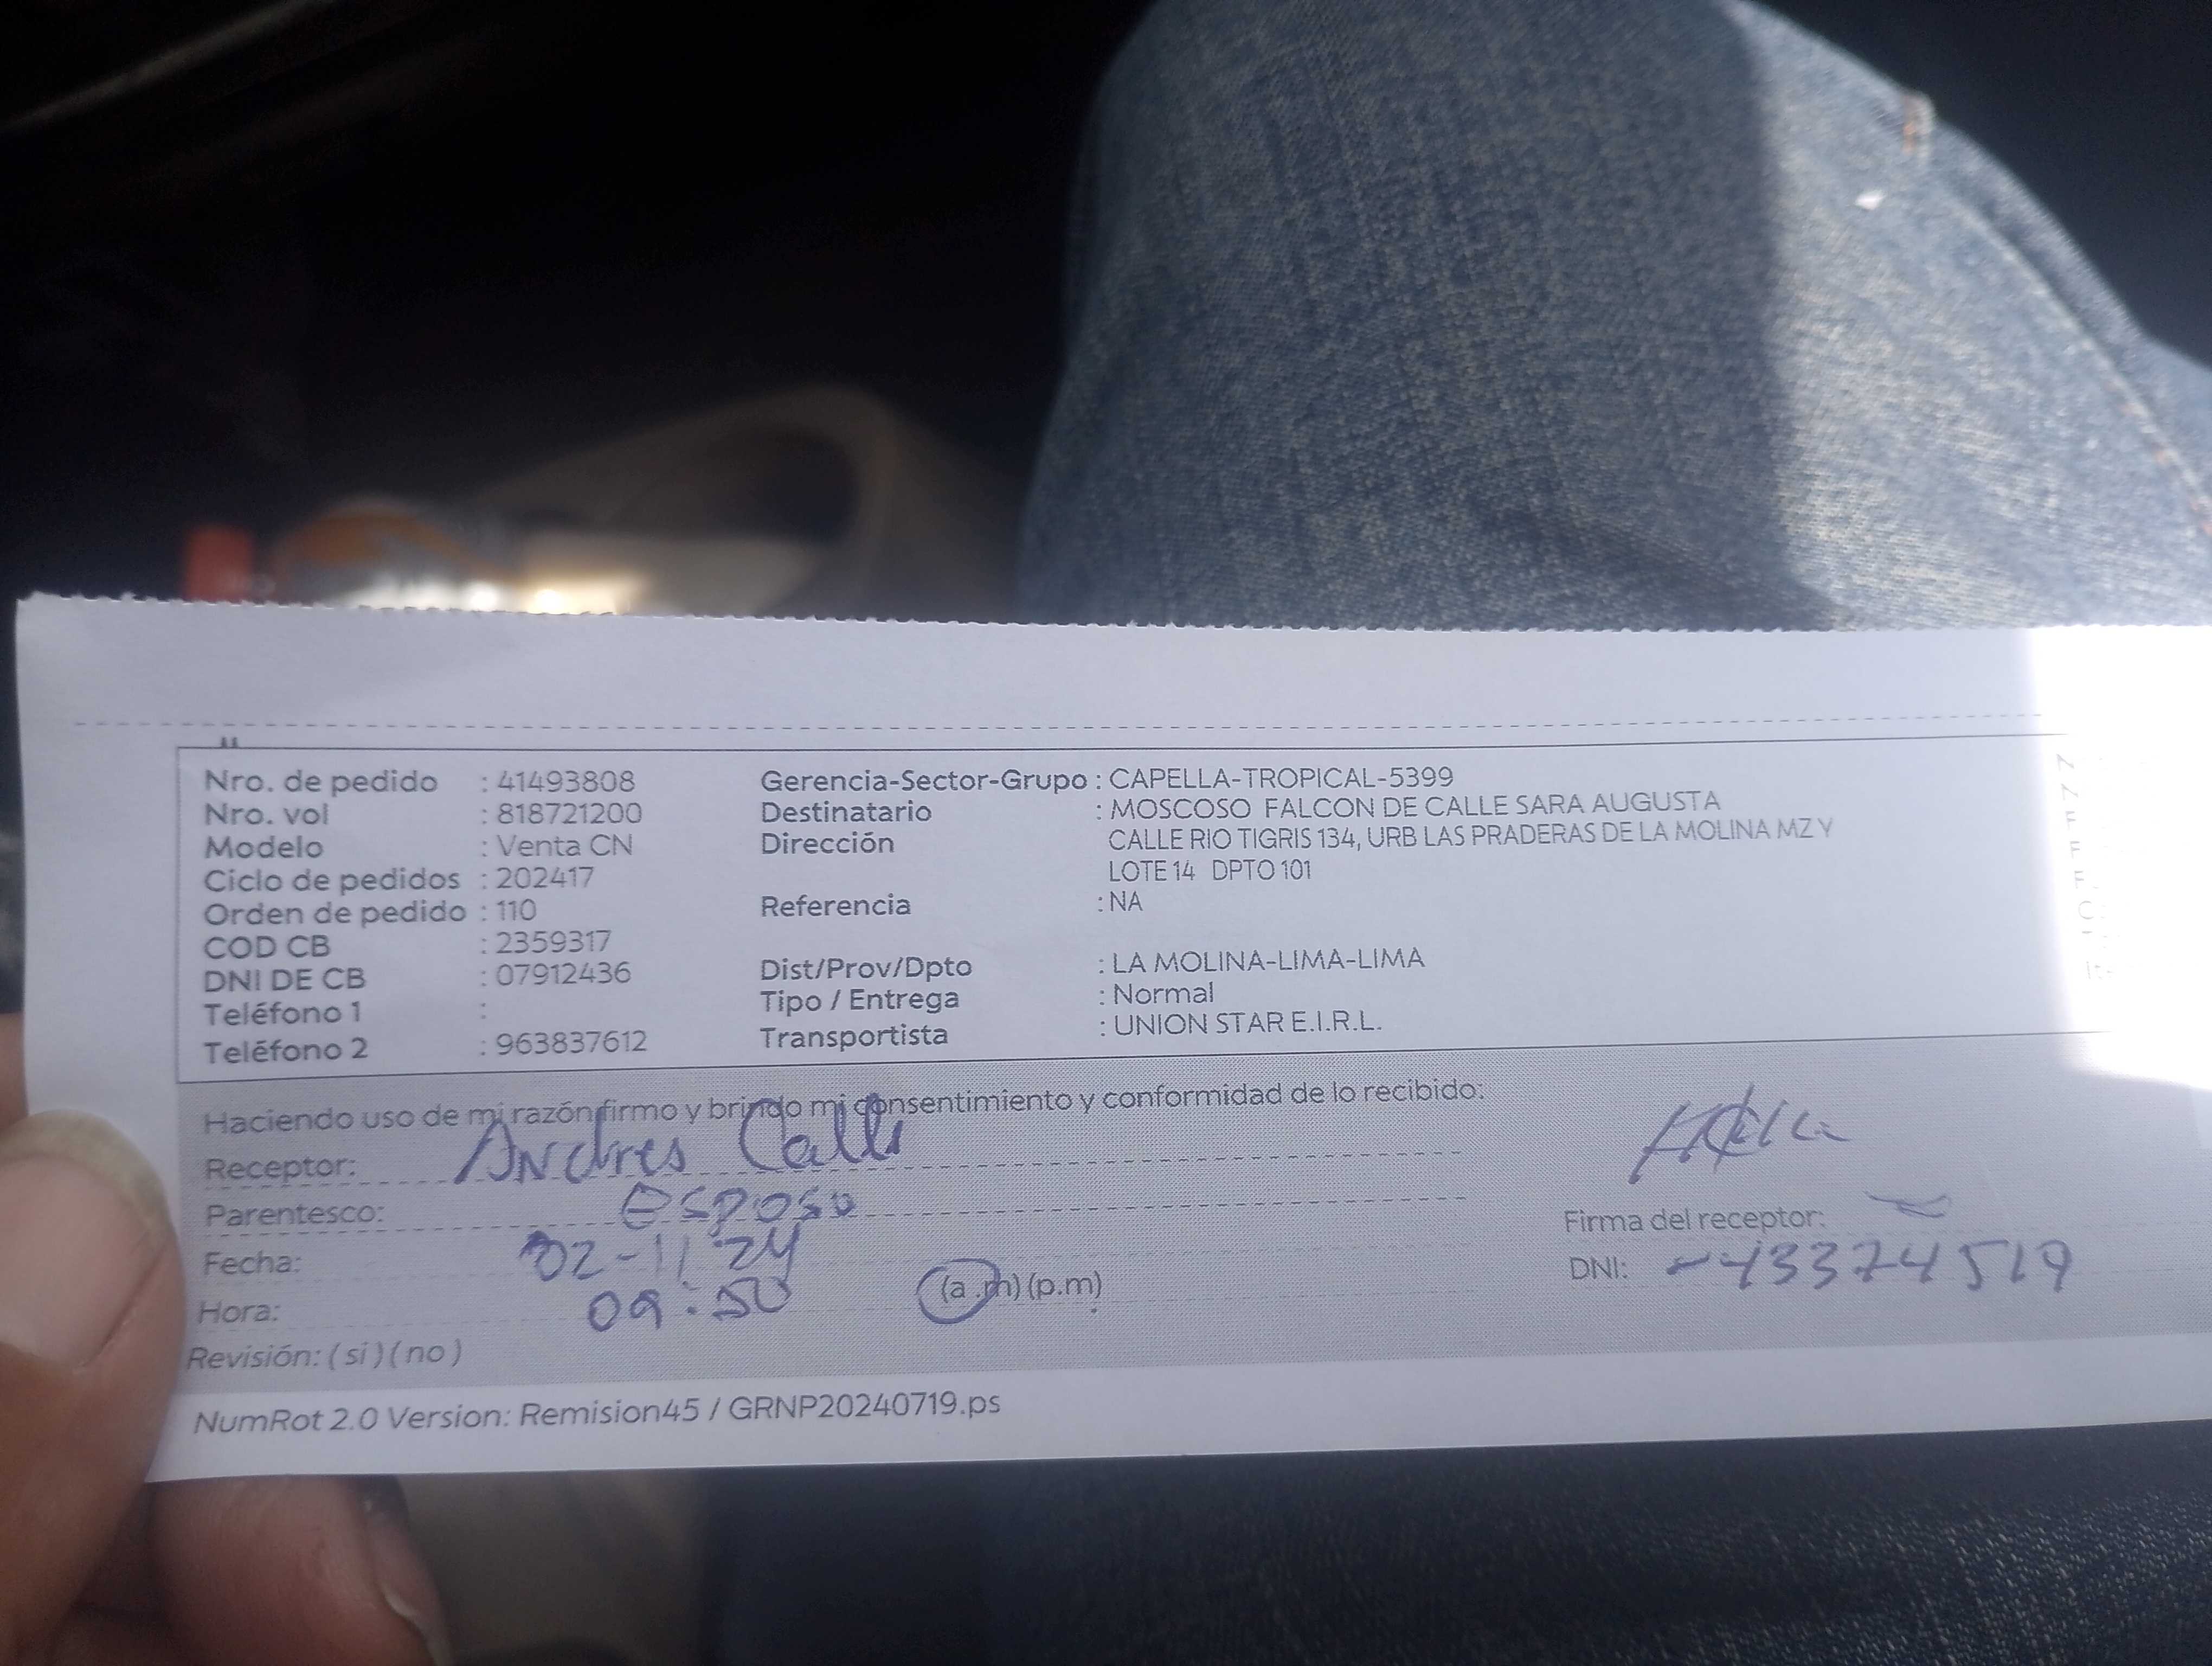 Nro. de pedido : 41493808 Gerencia-Sector-Grupo : CAPELLA-TROPICAL-5399
Nro. vol : 818721200 Destinatario : MOSCOSO FALCON DE CALLE SARA AUGUSTA
Modelo : Venta CN Dirección CALLE RIO TIGRIS 134, URB LAS PRADERAS DE LA MOLINA MZ Y
Ciclo de pedidos : 202417 LOTE 14 DPTO 101
Orden de pedido : 110 Referencia : NA
COD CB : 2359317
DNI DE CB : 07912436 Dist/Prov/Dpto : LA MOLINA-LIMA-LIMA
Teléfono 1 : Tipo / Entrega : Normal
Teléfono 2 : 963837612 Transportista : UNION STAR E.I.R.L.
Haciendo uso de mi razón firmo y brindo mi consentimiento y conformidad de lo recibido:
Receptor: Andres Calle
Parentesco: esposo
Firma del receptor:
Fecha: 02-11 24
DNI: 43374519
Hora: 09:50 (a.m) (p.m)
Revisión: ( si ) ( no )
NumRot 2.0 Version: Remision45 / GRNP20240719.ps